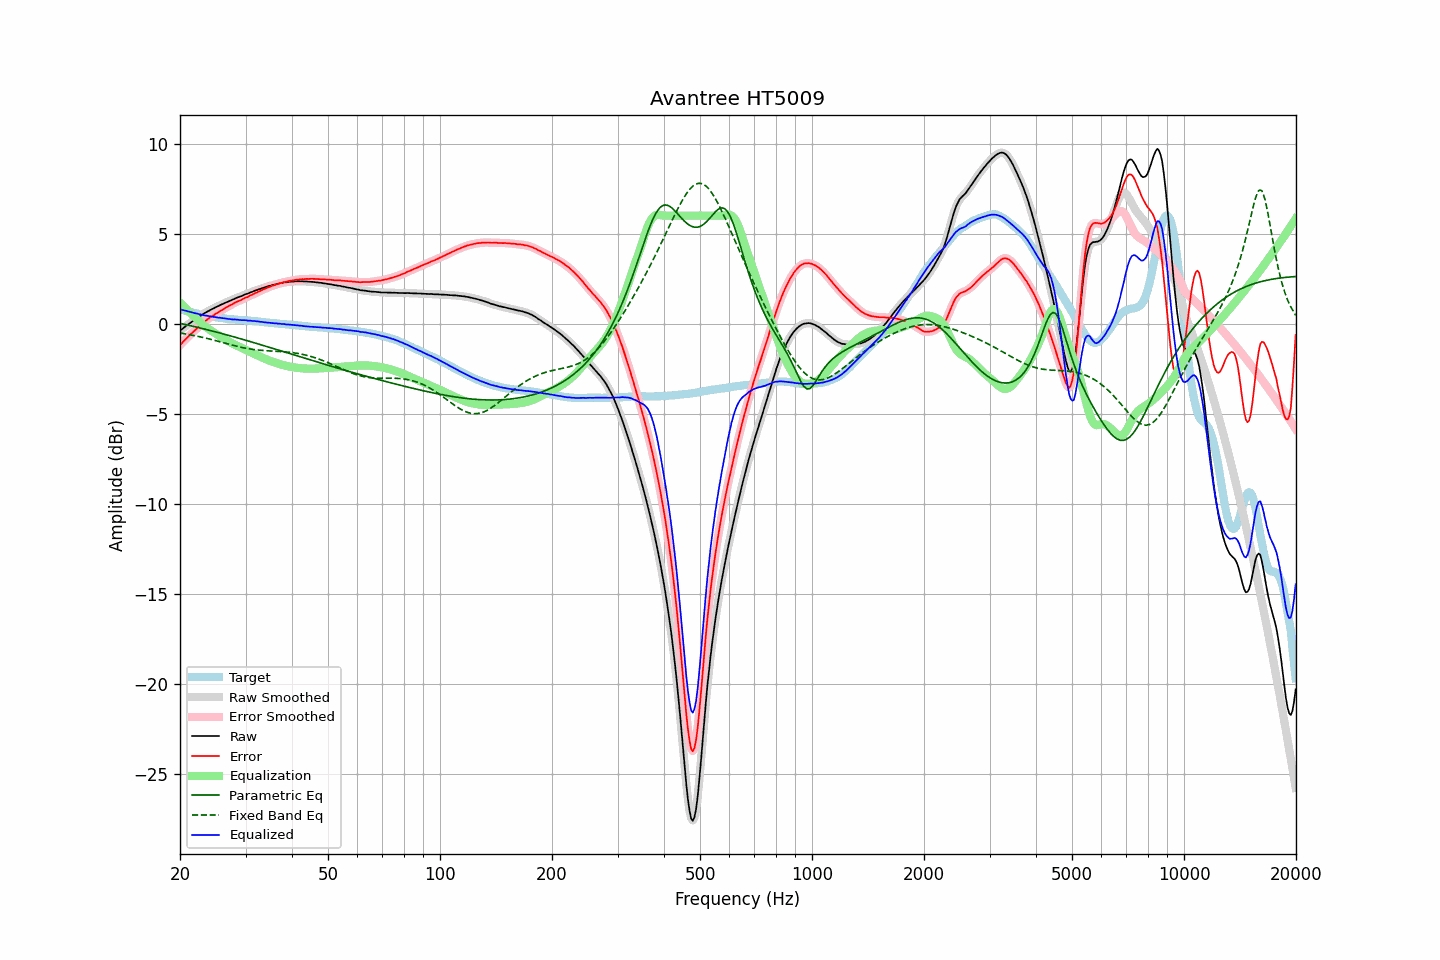 Avantree HT5009
Amplitude (dBr)
10
5
0
−5
−10
−15
−20
−25
Target
Raw Smoothed
Error Smoothed
Raw
Error
Equalization
Parametric Eq
Fixed Band Eq
Equalized
20 50 100 200 500 1000 2000 5000 10000 20000
Frequency (Hz)